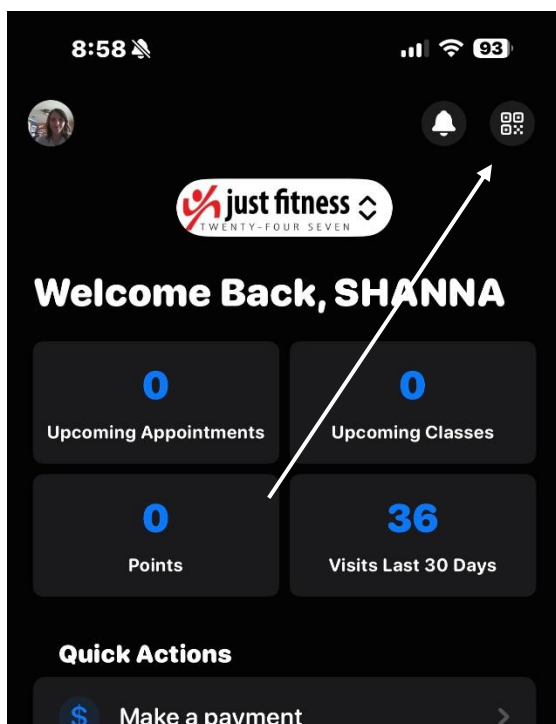 8:58
93
just fitness
TWENTY-FOUR SEVEN
Welcome Back, SHANNA
0
Upcoming Appointments
0
Upcoming Classes
0
Points
36
Visits Last 30 Days
Quick Actions
$ Make a payment